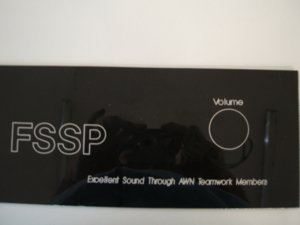 Volume
FSSP
Excellent Sound Through AWN Teamwork Members